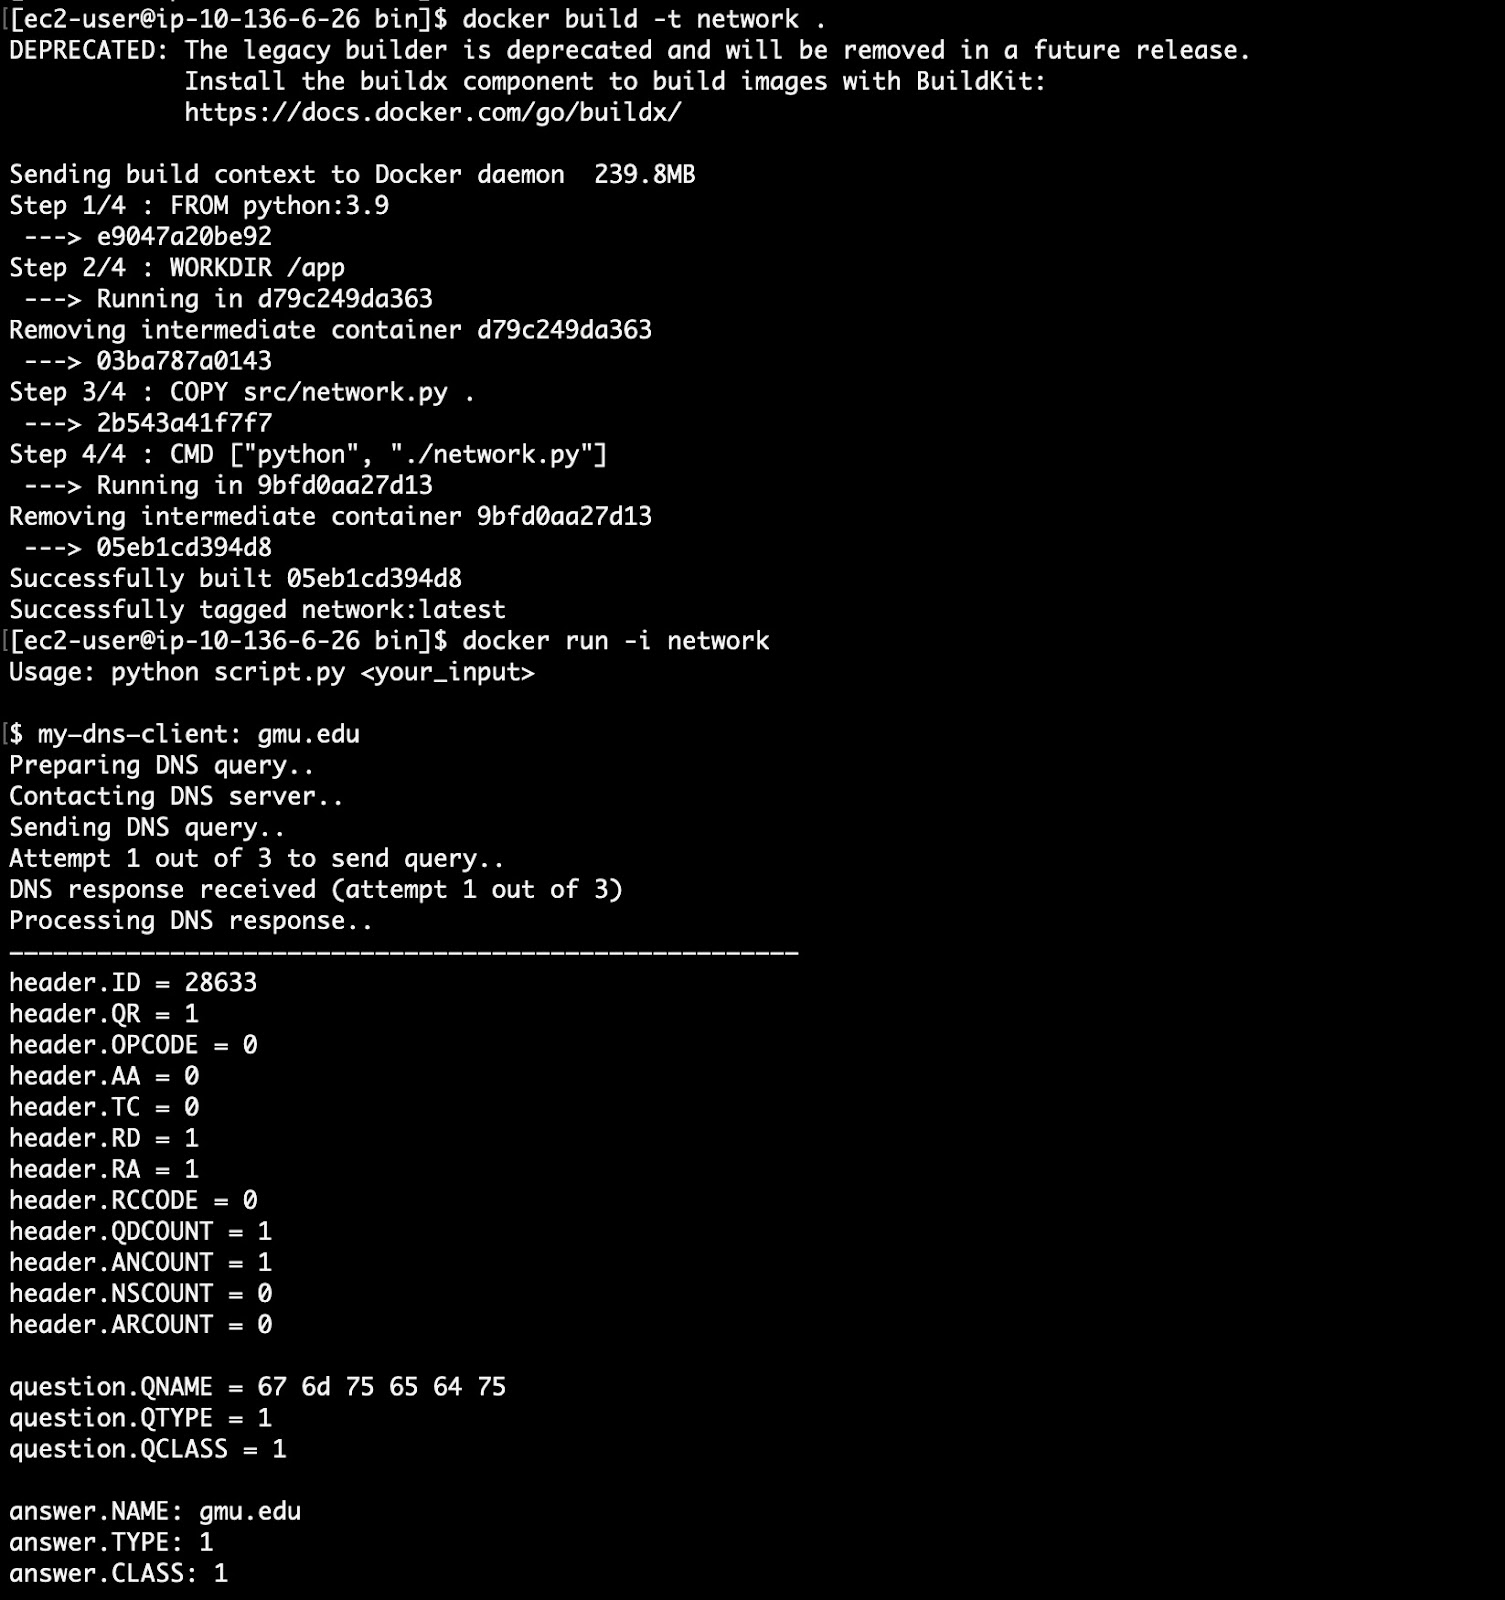 [[ec2-user@ip-10-136-6-26 bin]$ docker build -t network .
DEPRECATED: The legacy builder is deprecated and will be removed in a future release.
            Install the buildx component to build images with BuildKit:
            https://docs.docker.com/go/buildx/

Sending build context to Docker daemon  239.8MB
Step 1/4 : FROM python:3.9
 ---> e9047a20be92
Step 2/4 : WORKDIR /app
 ---> Running in d79c249da363
Removing intermediate container d79c249da363
 ---> 03ba787a0143
Step 3/4 : COPY src/network.py .
 ---> 2b543a41f7f7
Step 4/4 : CMD ["python", "./network.py"]
 ---> Running in 9bfd0aa27d13
Removing intermediate container 9bfd0aa27d13
 ---> 05eb1cd394d8
Successfully built 05eb1cd394d8
Successfully tagged network:latest
[[ec2-user@ip-10-136-6-26 bin]$ docker run -i network
Usage: python script.py <your_input>

[$ my–dns–client: gmu.edu
Preparing DNS query..
Contacting DNS server..
Sending DNS query..
Attempt 1 out of 3 to send query..
DNS response received (attempt 1 out of 3)
Processing DNS response..
------------------------------------------------------
header.ID = 28633
header.QR = 1
header.OPCODE = 0
header.AA = 0
header.TC = 0
header.RD = 1
header.RA = 1
header.RCCODE = 0
header.QDCOUNT = 1
header.ANCOUNT = 1
header.NSCOUNT = 0
header.ARCOUNT = 0

question.QNAME = 67 6d 75 65 64 75
question.QTYPE = 1
question.QCLASS = 1

answer.NAME: gmu.edu
answer.TYPE: 1
answer.CLASS: 1